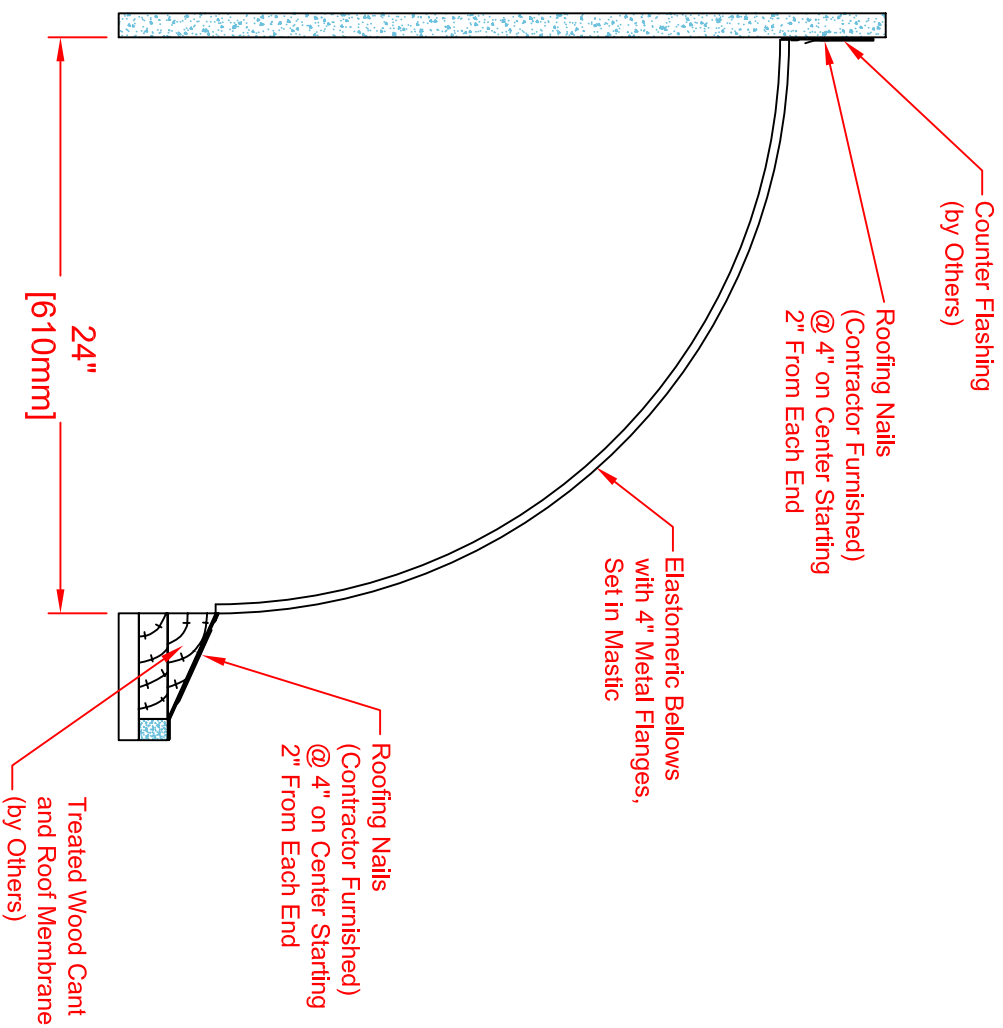 Counter Flashing
(by Others)
Roofing Nails
(Contractor Furnished)
@ 4" on Center Starting
2" From Each End
Elastomeric Bellows
with 4" Metal Flanges,
Set in Mastic
24"
[610mm]
Roofing Nails
(Contractor Furnished)
@ 4" on Center Starting
2" From Each End
Treated Wood Cant
and Roof Membrane
(by Others)